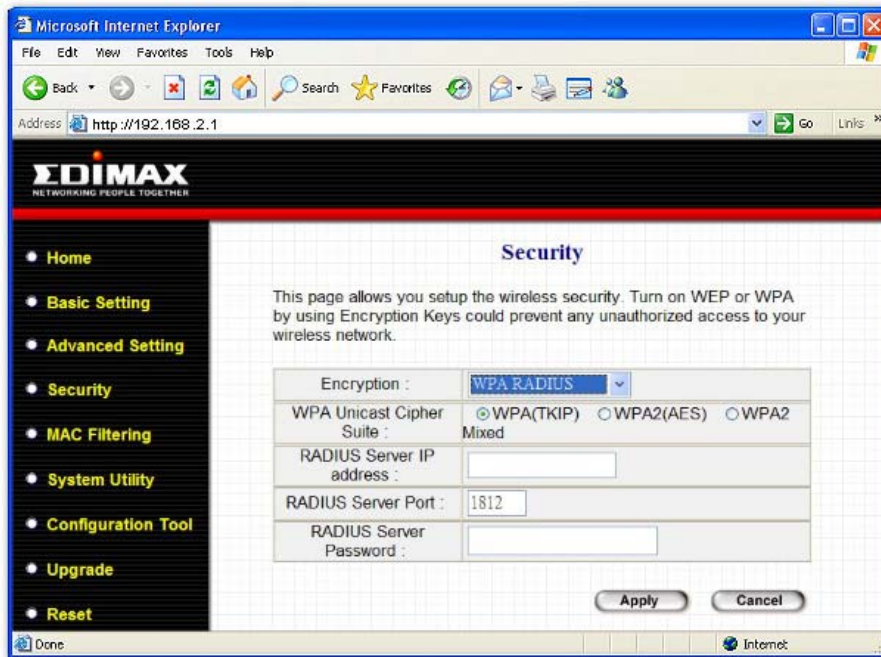 Microsoft Internet Explorer
File Edit View Favorites Tools Help
Back Search Favorites
Address http://192.168.2.1 Go Links »
EDIMAX
NETWORKING PEOPLE TOGETHER
Home
Basic Setting
Advanced Setting
Security
MAC Filtering
System Utility
Configuration Tool
Upgrade
Reset
Security
This page allows you setup the wireless security. Turn on WEP or WPA
by using Encryption Keys could prevent any unauthorized access to your
wireless network.
Encryption : WPA RADIUS
WPA Unicast Cipher
Suite :
WPA(TKIP) WPA2(AES) WPA2
Mixed
RADIUS Server IP
address :
RADIUS Server Port : 1812
RADIUS Server
Password :
Apply Cancel
Done Internet